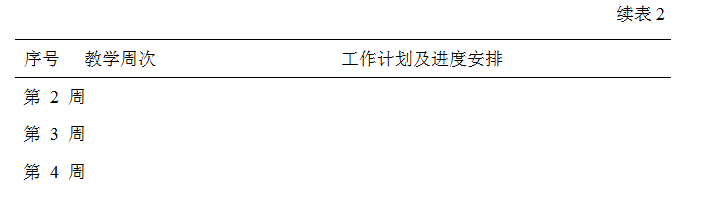 续表 2
序号 教学周次 工作计划及进度安排
第 2 周
第 3 周
第 4 周